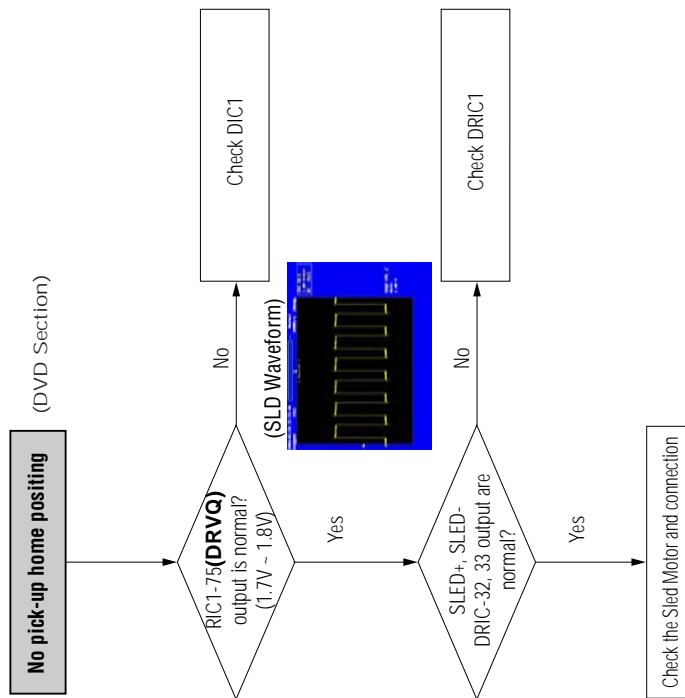 (DVD Section)
No pick-up home positing
RIC1-75(DRVQ)
output is normal?
(1.7V ~ 1.8V)
No
Check DIC1
(SLD Waveform)
Yes
SLED+, SLED-
DRIC-32, 33 output are
normal?
No
Check DRIC1
Yes
Check the Sled Motor and connection